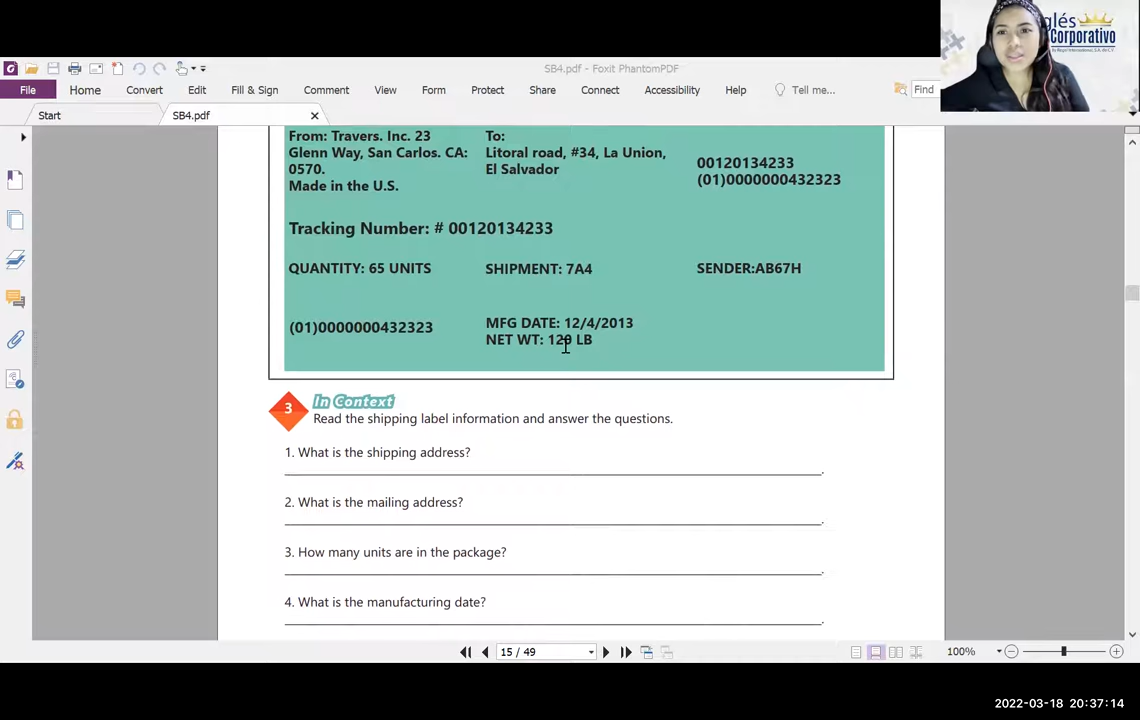 glés
Corporativo
By Regal International, S.A. de C.V.
SB4.pdf - Foxit PhantomPDF
File
Home
Convert
Edit
Fill & Sign
Comment
View
Form
Protect
Share
Connect
Accessibility
Help
Tell me...
Find
Start
SB4.pdf
From: Travers. Inc. 23
Glenn Way, San Carlos. CA:
0570.
Made in the U.S.
To:
Litoral road, #34, La Union,
El Salvador
00120134233
(01)0000000432323
Tracking Number: # 00120134233
QUANTITY: 65 UNITS
SHIPMENT: 7A4
SENDER:AB67H
(01)0000000432323
MFG DATE: 12/4/2013
NET WT: 120 LB
3
In Context
Read the shipping label information and answer the questions.
1. What is the shipping address?
2. What is the mailing address?
3. How many units are in the package?
4. What is the manufacturing date?
15 / 49
100%
2022-03-18 20:37:14